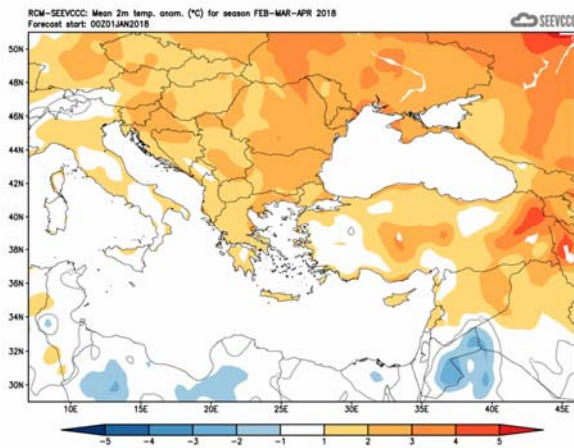 RCM-SEEVCCC: Mean 2m temp. anom. (°C) for season FEB-MAR-APR 2018
Forecast start: 00Z01JAN2018
SEEVCCC
50N
48N
46N
44N
42N
40N
38N
36N
34N
32N
30N
10E 15E 20E 25E 30E 35E 40E 45E
-5 -4 -3 -2 -1 1 2 3 4 5